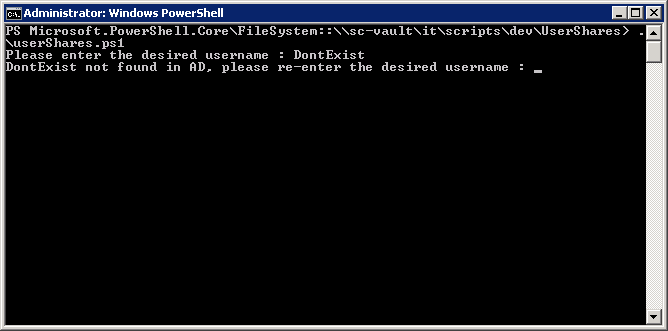 Administrator: Windows PowerShell
PS Microsoft.PowerShell.Core\FileSystem::\\sc-vault\it\scripts\dev\UserShares> .
\userShares.ps1
Please enter the desired username : DontExist
DontExist not found in AD, please re-enter the desired username : _